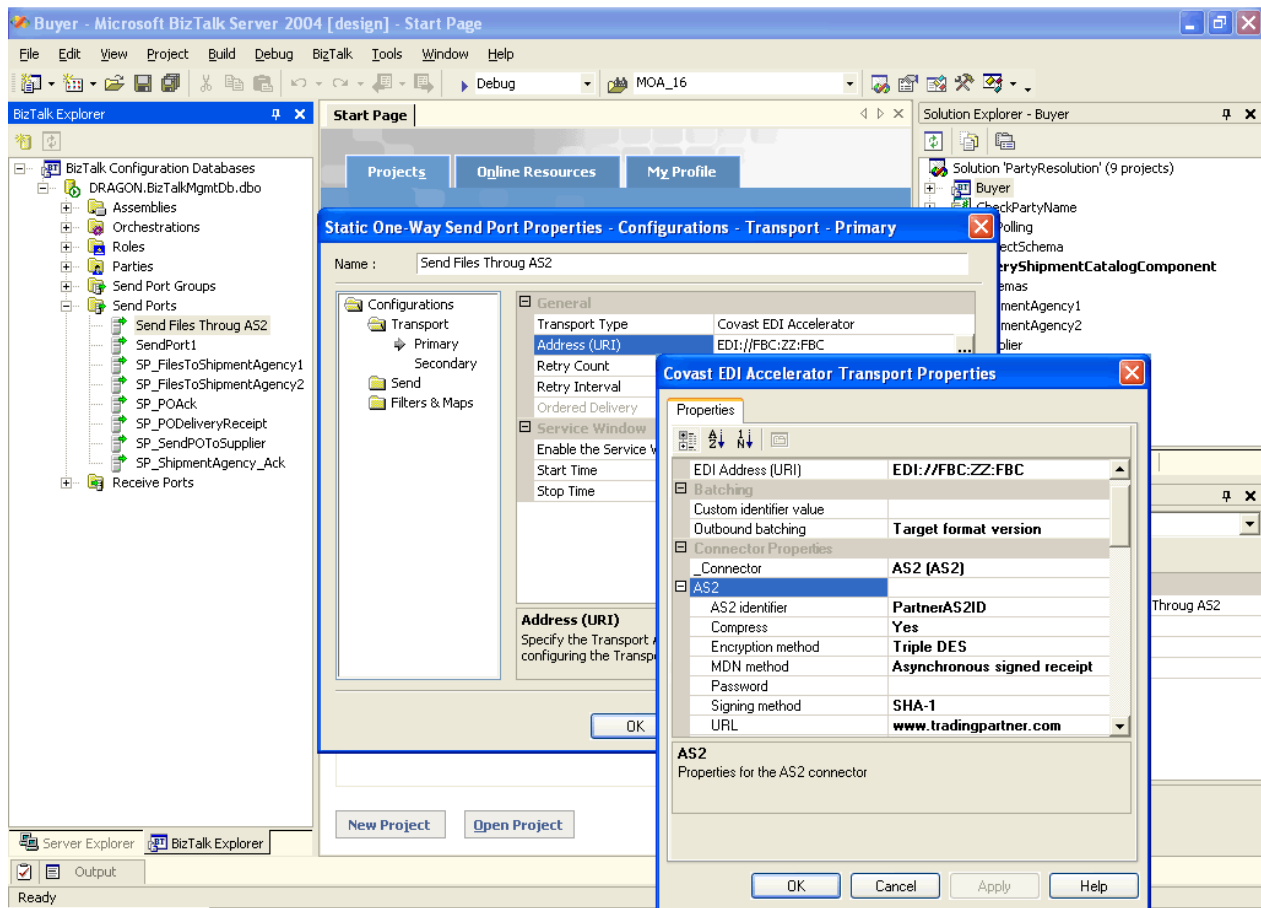 Buyer - Microsoft BizTalk Server 2004 [design] - Start Page
File Edit View Project Build Debug BizTalk Tools Window Help
Debug MOA_16
BizTalk Explorer
BizTalk Configuration Databases
DRAGON.BizTalkMgmtDb.dbo
Assemblies
Orchestrations
Roles
Parties
Send Port Groups
Send Ports
Send Files Throug AS2
SendPort1
SP_FilesToShipmentAgency1
SP_FilesToShipmentAgency2
SP_POAck
SP_PODeliveryReceipt
SP_SendPOToSupplier
SP_ShipmentAgency_Ack
Receive Ports
Server Explorer BizTalk Explorer
Output
Ready
Start Page
Projects Online Resources My Profile
New Project Open Project
Solution Explorer - Buyer
Solution 'PartyResolution' (9 projects)
Buyer
CheckPartyName
Polling
ectSchema
eryShipmentCatalogComponent
emas
mentAgency1
mentAgency2
plier
Throug AS2
Static One-Way Send Port Properties - Configurations - Transport - Primary
Name : Send Files Throug AS2
Configurations
Transport
Primary
Secondary
Send
Filters & Maps
General
Transport Type Covast EDI Accelerator
Address (URI) EDI://FBC:ZZ:FBC ...
Retry Count
Retry Interval
Ordered Delivery
Service Window
Enable the Service W
Start Time
Stop Time
Address (URI)
Specify the Transport
configuring the Transp
OK
Covast EDI Accelerator Transport Properties
Properties
EDI Address (URI) EDI://FBC:ZZ:FBC
Batching
Custom identifier value
Outbound batching Target format version
Connector Properties
_Connector AS2 (AS2)
AS2
AS2 identifier PartnerAS2ID
Compress Yes
Encryption method Triple DES
MDN method Asynchronous signed receipt
Password
Signing method SHA-1
URL www.tradingpartner.com
AS2
Properties for the AS2 connector
OK Cancel Apply Help